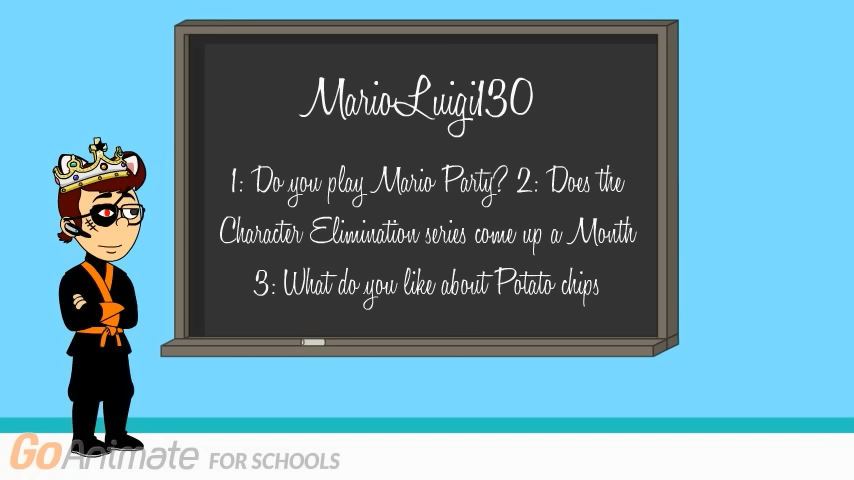 MarioLuigi130
1: Do you play Mario Party? 2: Does the
Character Elimination series come up a Month
3: What do you like about Potato chips
GoAnimate FOR SCHOOLS